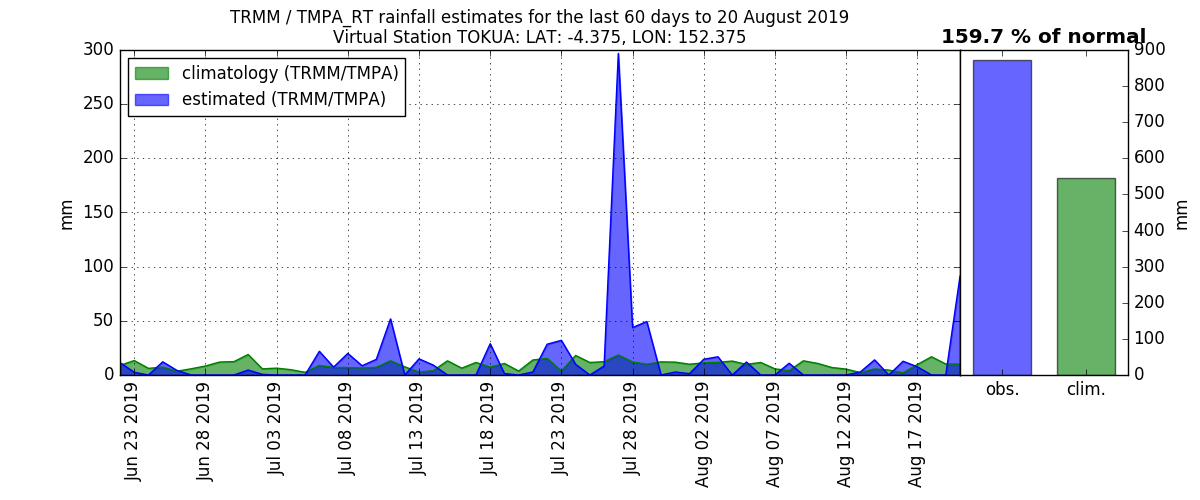 TRMM / TMPA_RT rainfall estimates for the last 60 days to 20 August 2019
Virtual Station TOKUA: LAT: -4.375, LON: 152.375
159.7 % of normal
climatology (TRMM/TMPA)
estimated (TRMM/TMPA)
300
250
200
150
100
50
0
mm
Jun 23 2019
Jun 28 2019
Jul 03 2019
Jul 08 2019
Jul 13 2019
Jul 18 2019
Jul 23 2019
Jul 28 2019
Aug 02 2019
Aug 07 2019
Aug 12 2019
Aug 17 2019
900
800
700
600
500
400
300
200
100
0
mm
obs.
clim.